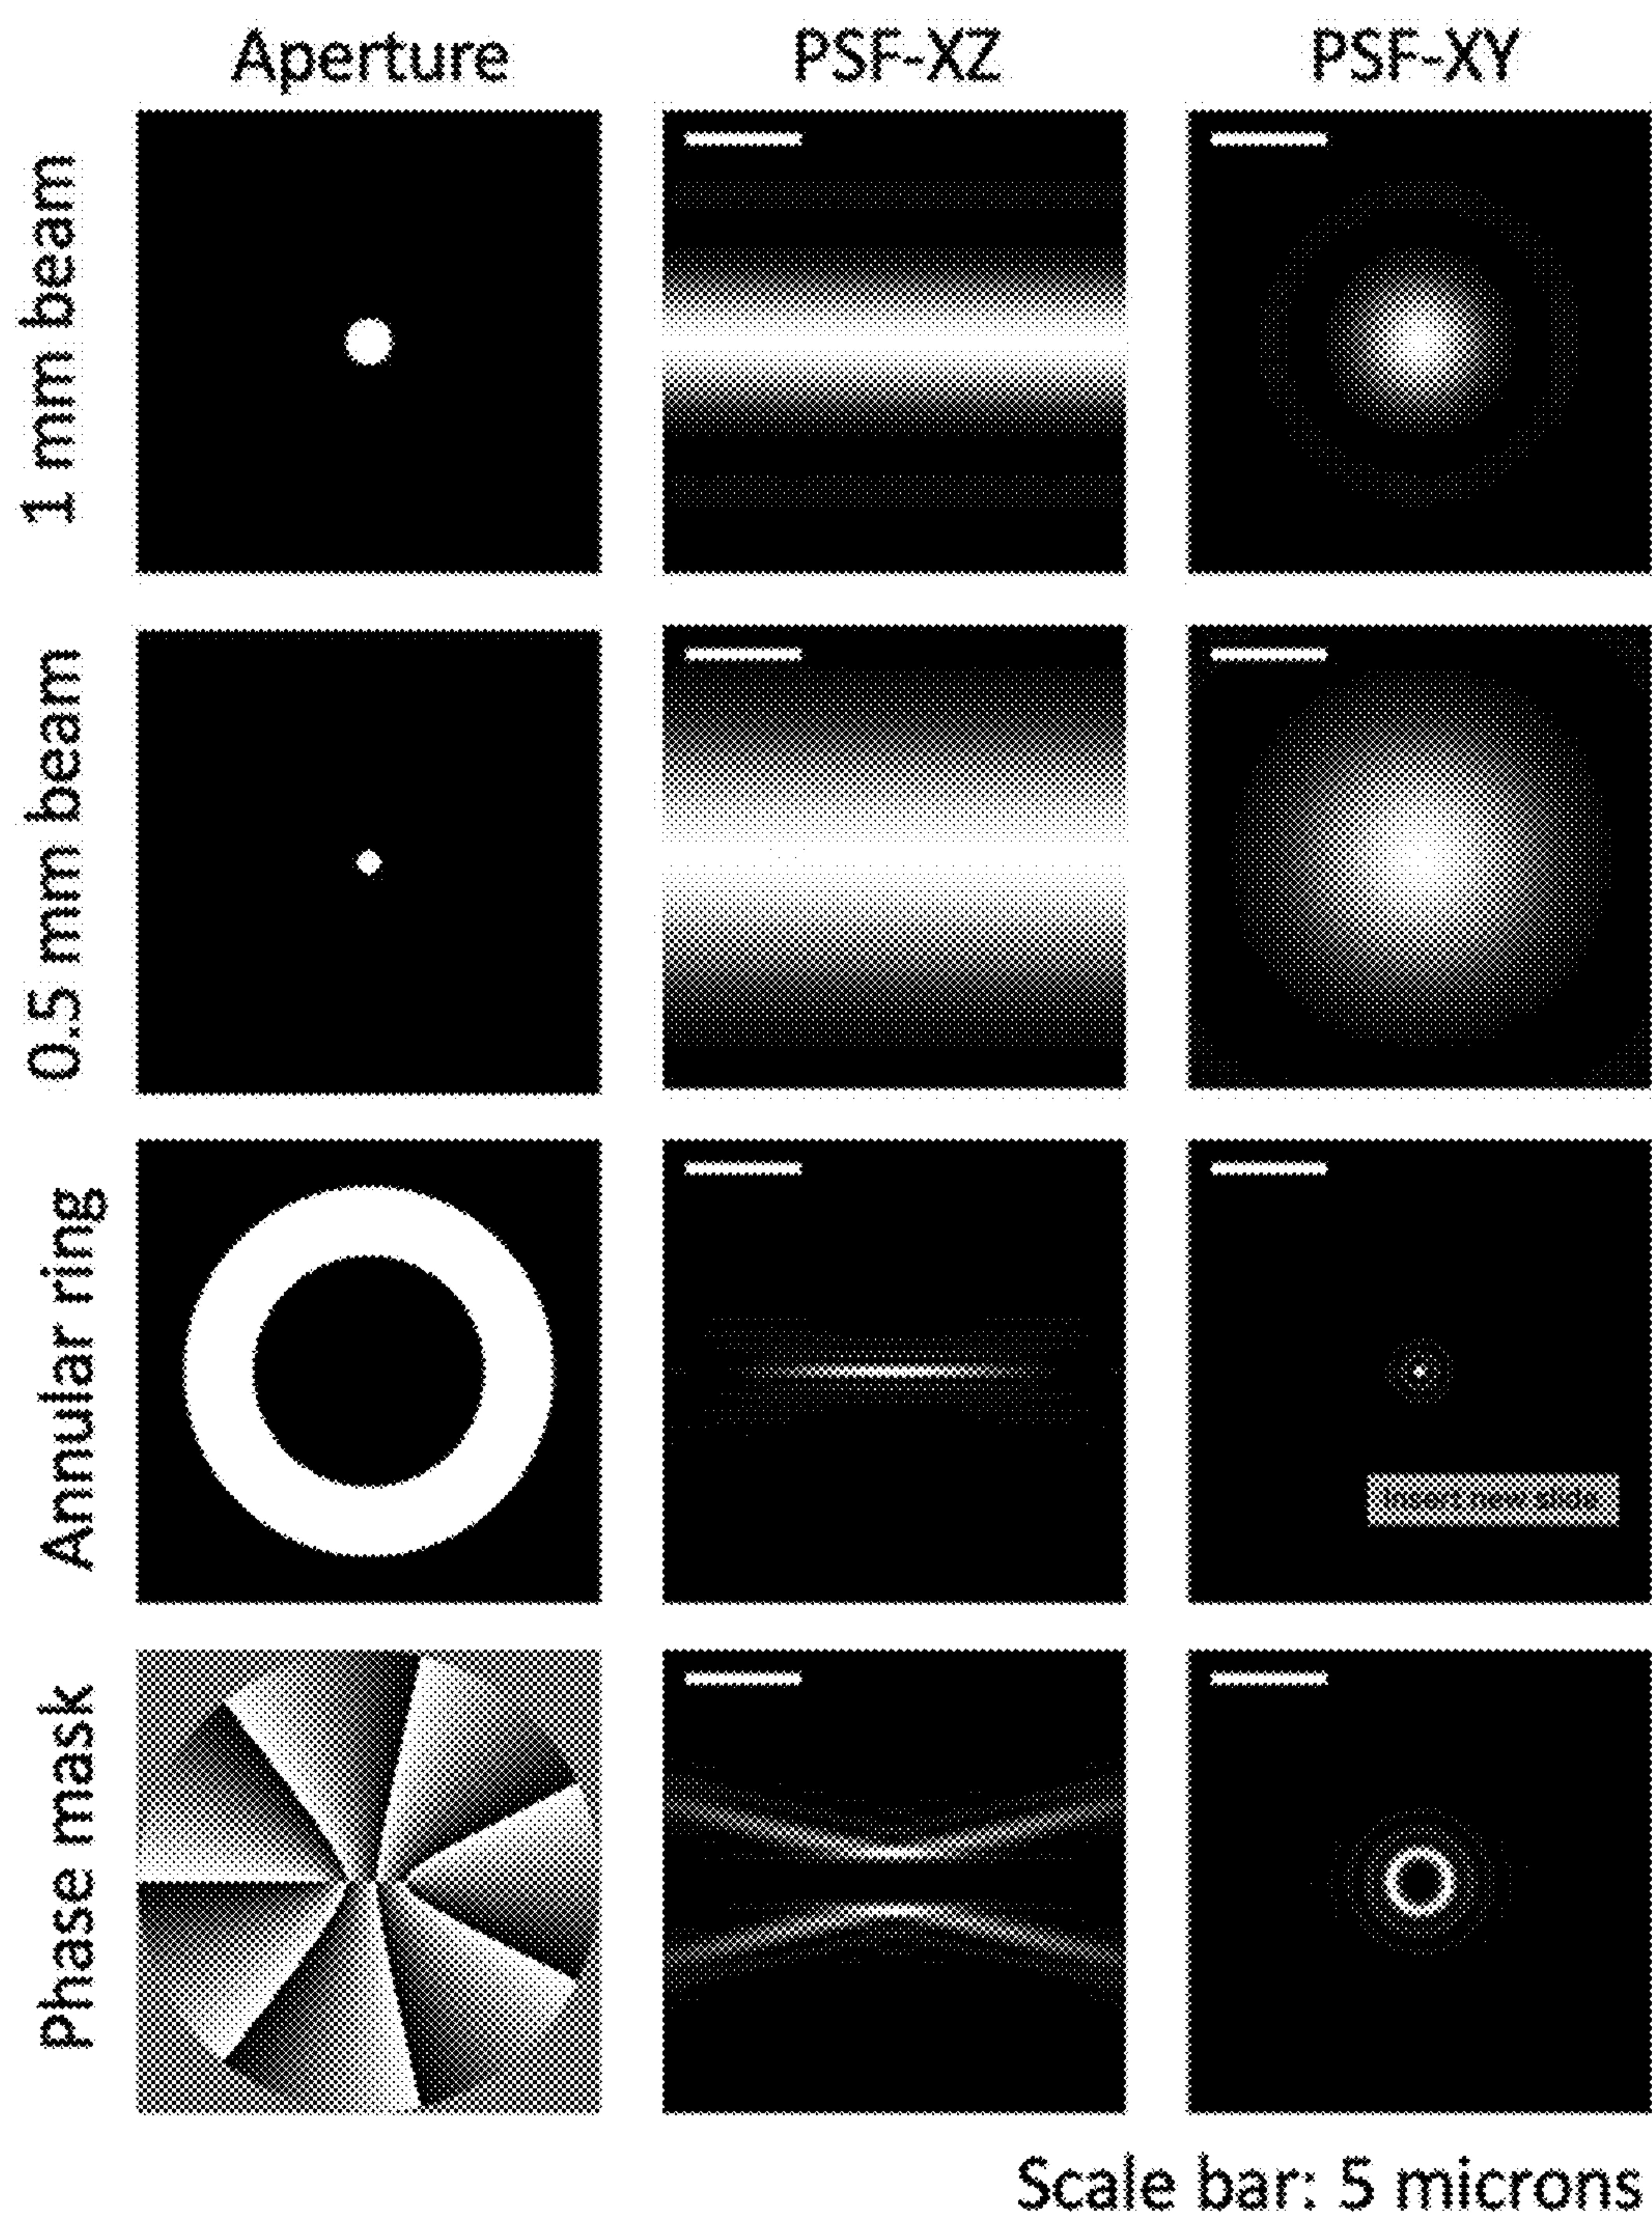 Aperture PSF-XZ PSF-XY
1 mm beam
0.5 mm beam
Annular ring
Insert new slide
Phase mask
Scale bar: 5 microns